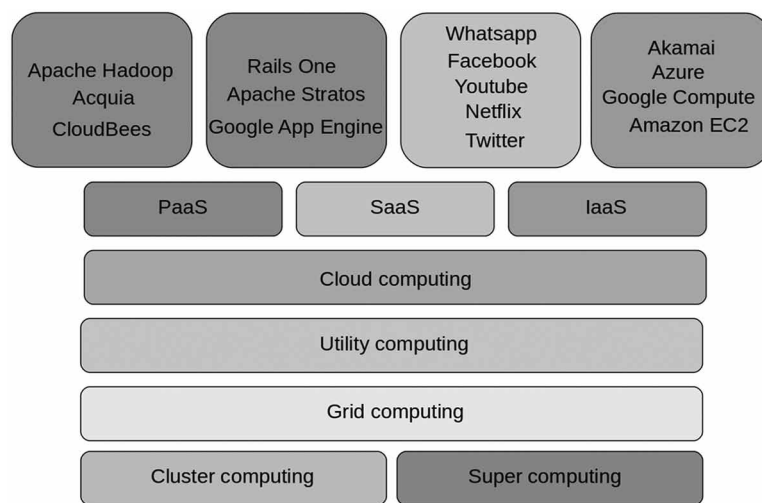 Apache Hadoop
Acquia
CloudBees
Rails One
Apache Stratos
Google App Engine
Whatsapp
Facebook
Youtube
Netflix
Twitter
Akamai
Azure
Google Compute
Amazon EC2
PaaS
SaaS
IaaS
Cloud computing
Utility computing
Grid computing
Cluster computing
Super computing